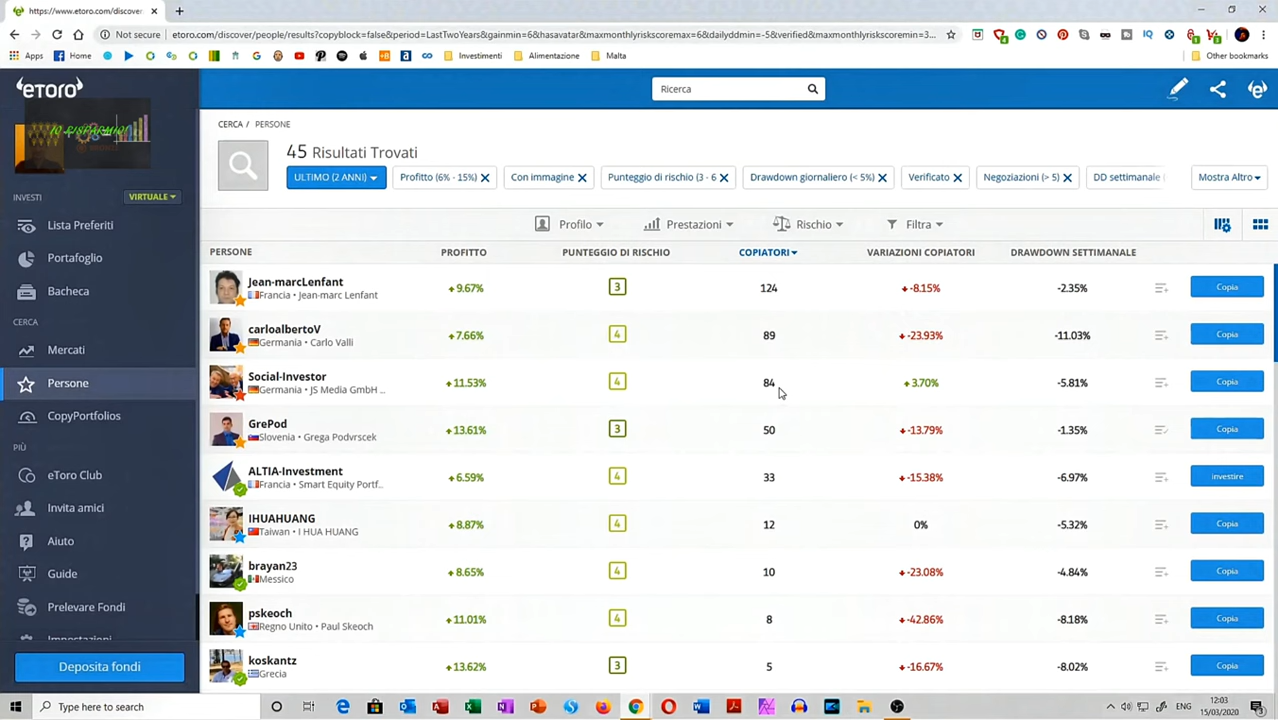 https://www.etoro.com/discover/
Not secure etoro.com/discover/people/results?copyblock=false&period=LastTwoYears&gainmin=6&hasavatar&maxmonthlyriskscoremax=6&dailyddmin=-5&verified&maxmonthlyriskscoremin=3...
Apps Investimenti Alimentazione Malta Other bookmarks
eToro
Ricerca
IO RISPARMIO
CERCA / PERSONE
45 Risultati Trovati
ULTIMO (2 ANNI) Profitto (6% - 15%) Con immagine Punteggio di rischio (3 - 6 Drawdown giornaliero (< 5%) Verificato Negoziazioni (> 5) DD settimanale ( Mostra Altro
INVESTI VIRTUALE
Lista Preferiti
Portafoglio
Bacheca
CERCA
Mercati
Persone
CopyPortfolios
PIÙ
eToro Club
Invita amici
Aiuto
Guide
Prelevare Fondi
Impostazioni
Deposita fondi
Profilo Prestazioni Rischio Filtra
PERSONE PROFITTO PUNTEGGIO DI RISCHIO COPIATORI VARIAZIONI COPIATORI DRAWDOWN SETTIMANALE
Jean-marcLenfant 9.67% 3 124 -8.15% -2.35% Copia
Francia • Jean-marc Lenfant
carloalbertoV 7.66% 4 89 -23.93% -11.03% Copia
Germania • Carlo Valli
Social-Investor 11.53% 4 84 3.70% -5.81% Copia
Germania • JS Media GmbH ..
GrePod 13.61% 3 50 -13.79% -1.35% Copia
Slovenia • Grega Podvrscek
ALTIA-Investment 6.59% 4 33 -15.38% -6.97% investire
Francia • Smart Equity Portf..
IHUAHUANG 8.87% 4 12 0% -5.32% Copia
Taiwan • I HUA HUANG
brayan23 8.65% 4 10 -23.08% -4.84% Copia
Messico
pskeoch 11.01% 4 8 -42.86% -8.18% Copia
Regno Unito • Paul Skeoch
koskantz 13.62% 3 5 -16.67% -8.02% Copia
Grecia
Type here to search
ENG 12:03
15/03/2020